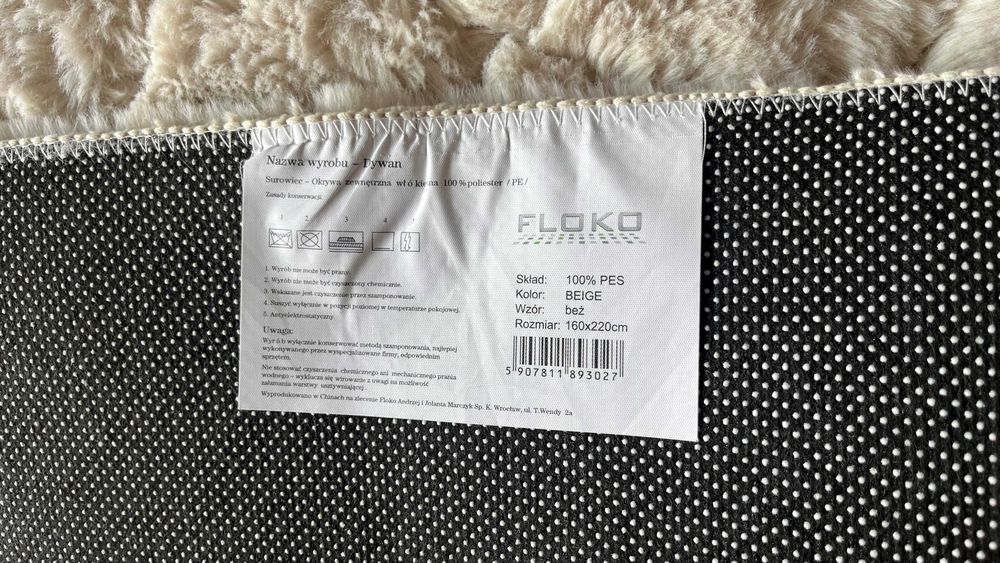 Nazwa wyrobu – Dywan
Surowiec – Okrywa zewnęurzna wł ó kienna 100 % poliester / PE /
Zasady konserwacji:
1 2 3 4
1. Wyrób nie może być prany.
2. Wyrób nie może być czyszczony chemicznie.
3. Wskazane jest czyszczenie przez szamponowanie.
4. Suszyć wyłącznie w pozycji poziomej w temperaturze pokojowej.
5. Antyelektrostatyczny.
Uwaga:
Wyr ó b wyłącznie konserwować metodą szamponowania, najlepiej
wykonywanego przez wyspecjalizowane firmy, odpowiednim
sprzętem.
Nie stosować czyszczenia chemicznego ani mechanicznego prania
wodnego – wyklucza się wirowanie z uwagi na możliwość
załamania warstwy usztywniającej .
Wyprodukowano w Chinach na zlecenie Floko Andrzej i Jolanta Marczyk Sp. K. Wrocław, ul. T.Wendy 2a
FLOKO
Skład: 100% PES
Kolor: BEIGE
Wzór: beż
Rozmiar: 160x220cm
5 907811 893027